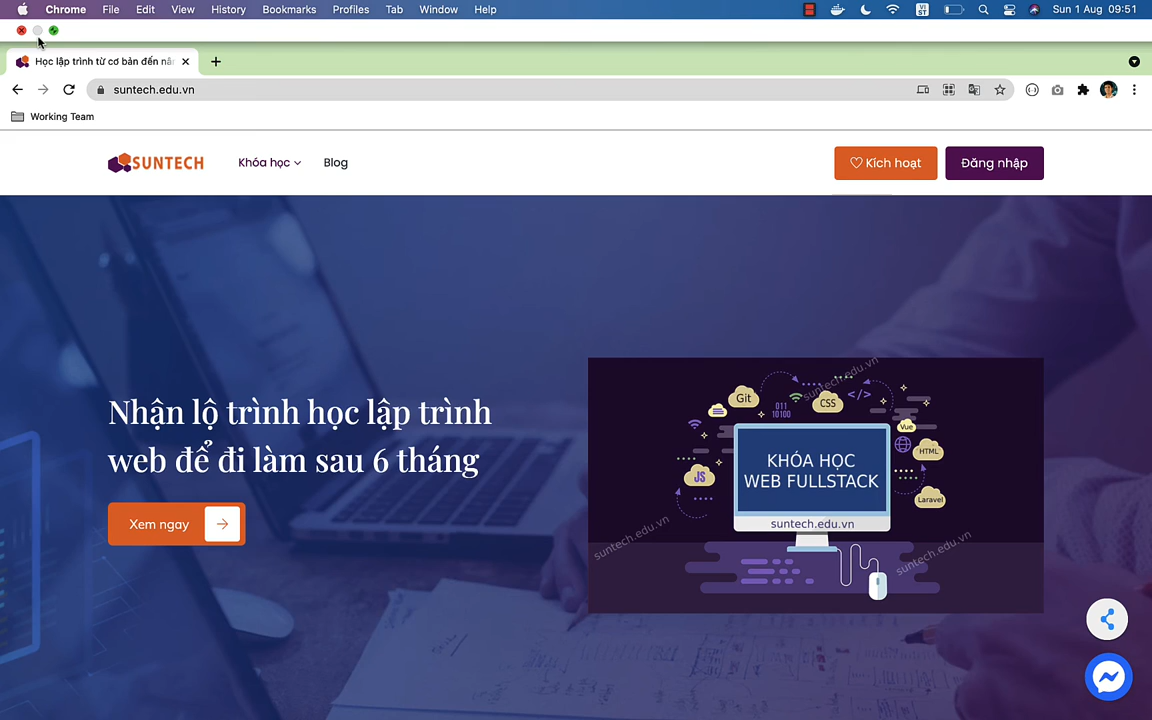 Chrome File Edit View History Bookmarks Profiles Tab Window Help VI ST Sun 1 Aug 09:51
Học lập trình từ cơ bản đến nân
suntech.edu.vn
Working Team
SUNTECH Khóa học Blog Kích hoạt Đăng nhập
Nhận lộ trình học lập trình
web để đi làm sau 6 tháng
Xem ngay
suntech.edu.vn
Git
011
10100
CSS
</>
Vue
HTML
JS
Laravel
KHÓA HỌC
WEB FULLSTACK
suntech.edu.vn
suntech.edu.vn
suntech.edu.vn